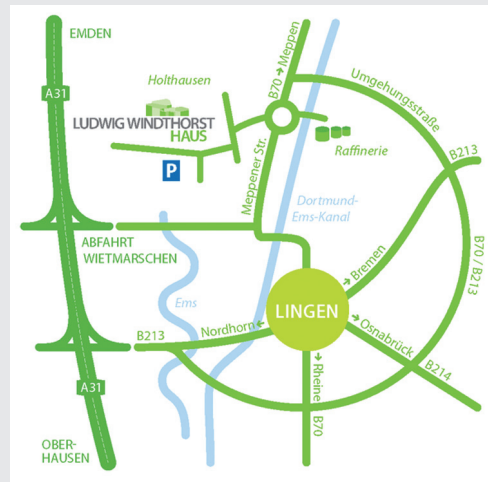 EMDEN
A31
Holthausen
LUDWIG WINDTHORST
HAUS
P
B70 → Meppen
Umgehungsstraße
Raffinerie
B213
Meppener Str.
Dortmund-
Ems-Kanal
ABFAHRT
WIETMARSCHEN
B70 / B213
Ems
→ Bremen
LINGEN
B213
Nordhorn ←
→ Osnabrück
B214
→ Rheine
B70
A31
OBER-
HAUSEN